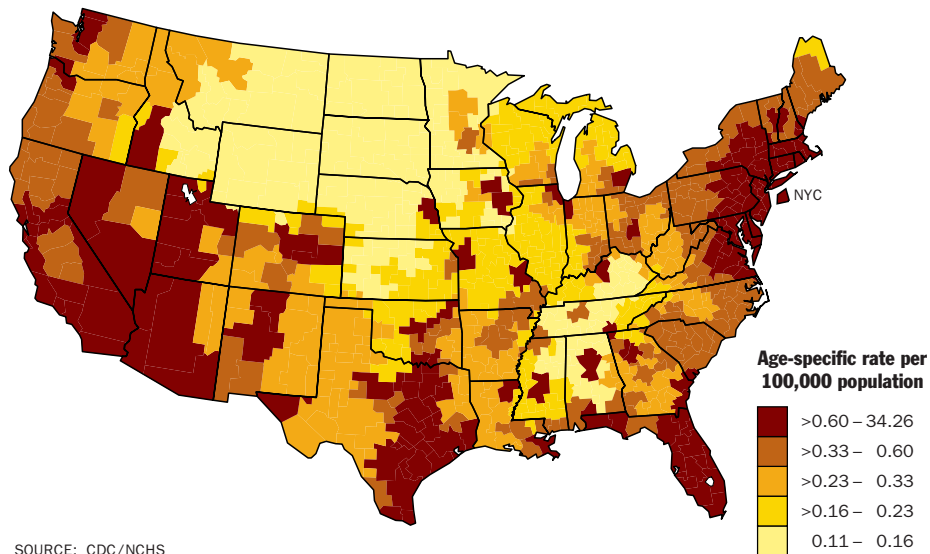 NYC
Age-specific rate per
100,000 population
>0.60 – 34.26
>0.33 – 0.60
>0.23 – 0.33
>0.16 – 0.23
0.11 – 0.16
SOURCE: CDC/NCHS